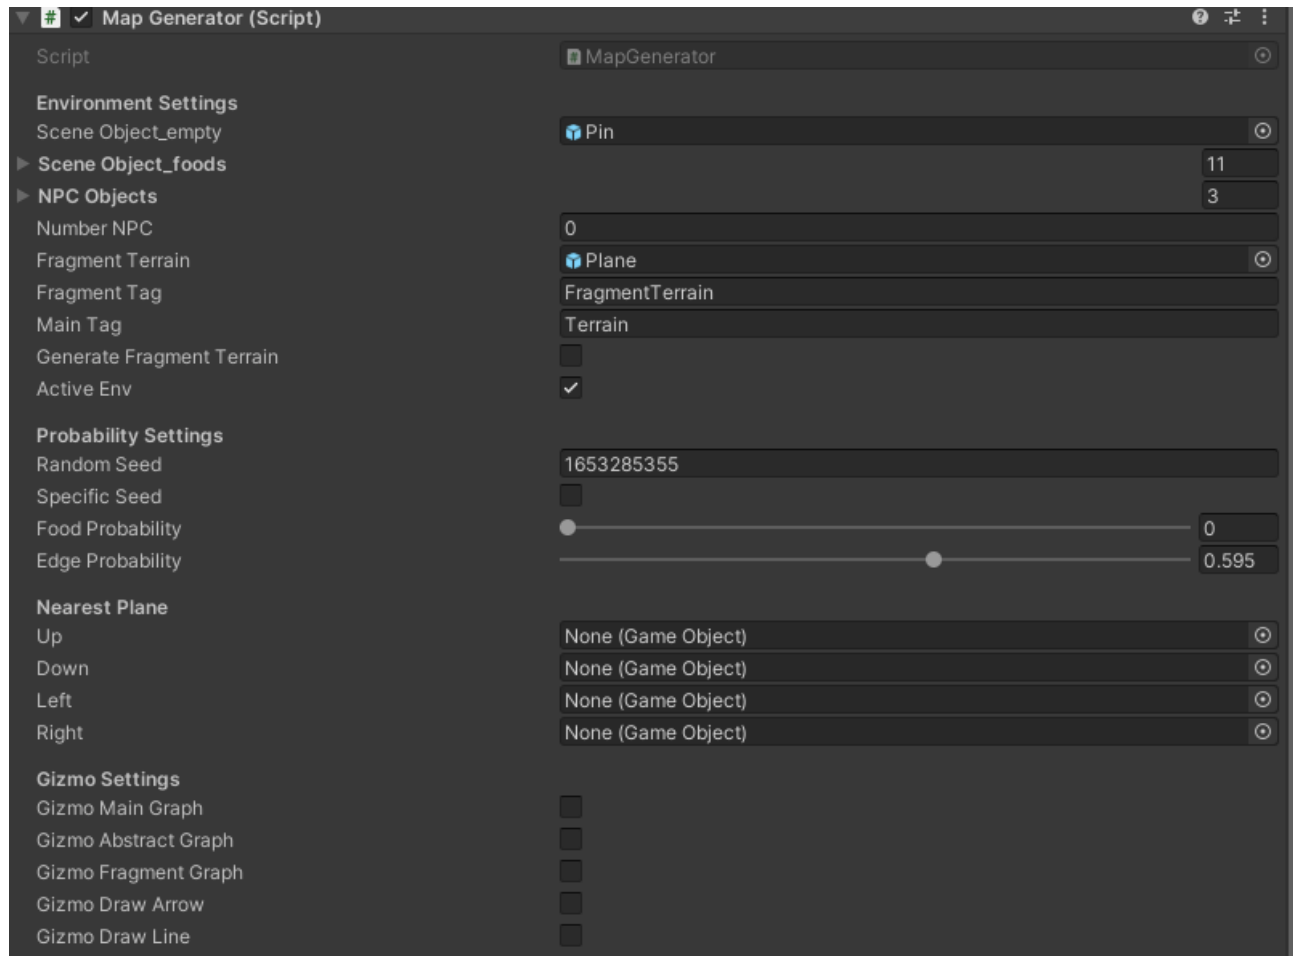 Map Generator (Script)
Script MapGenerator
Environment Settings
Scene Object_empty Pin
Scene Object_foods 11
NPC Objects 3
Number NPC 0
Fragment Terrain Plane
Fragment Tag FragmentTerrain
Main Tag Terrain
Generate Fragment Terrain
Active Env
Probability Settings
Random Seed 1653285355
Specific Seed
Food Probability 0
Edge Probability 0.595
Nearest Plane
Up None (Game Object)
Down None (Game Object)
Left None (Game Object)
Right None (Game Object)
Gizmo Settings
Gizmo Main Graph
Gizmo Abstract Graph
Gizmo Fragment Graph
Gizmo Draw Arrow
Gizmo Draw Line